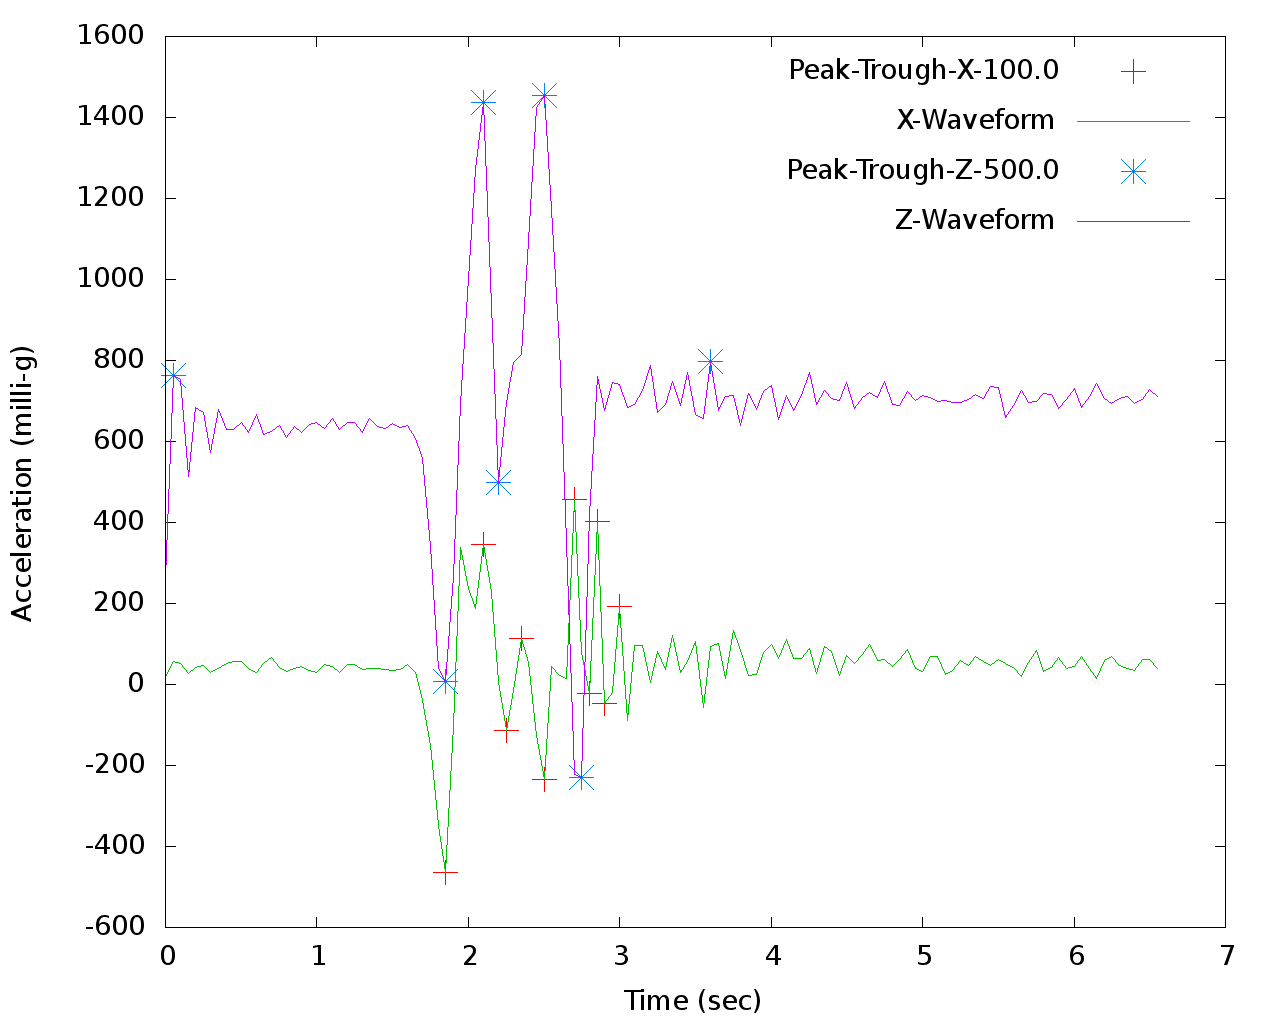 1600
1400
1200
1000
800
600
400
200
0
-200
-400
-600
0 1 2 3 4 5 6 7
Acceleration (milli-g)
Time (sec)
Peak-Trough-X-100.0
X-Waveform
Peak-Trough-Z-500.0
Z-Waveform